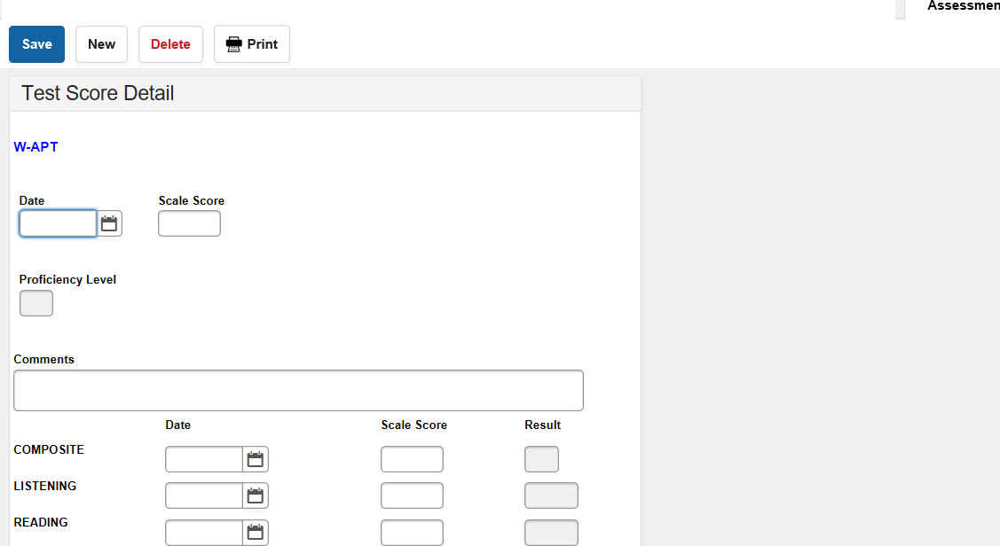 Assessmen
Save New Delete Print
Test Score Detail
W-APT
Date Scale Score
Proficiency Level
Comments
Date Scale Score Result
COMPOSITE
LISTENING
READING